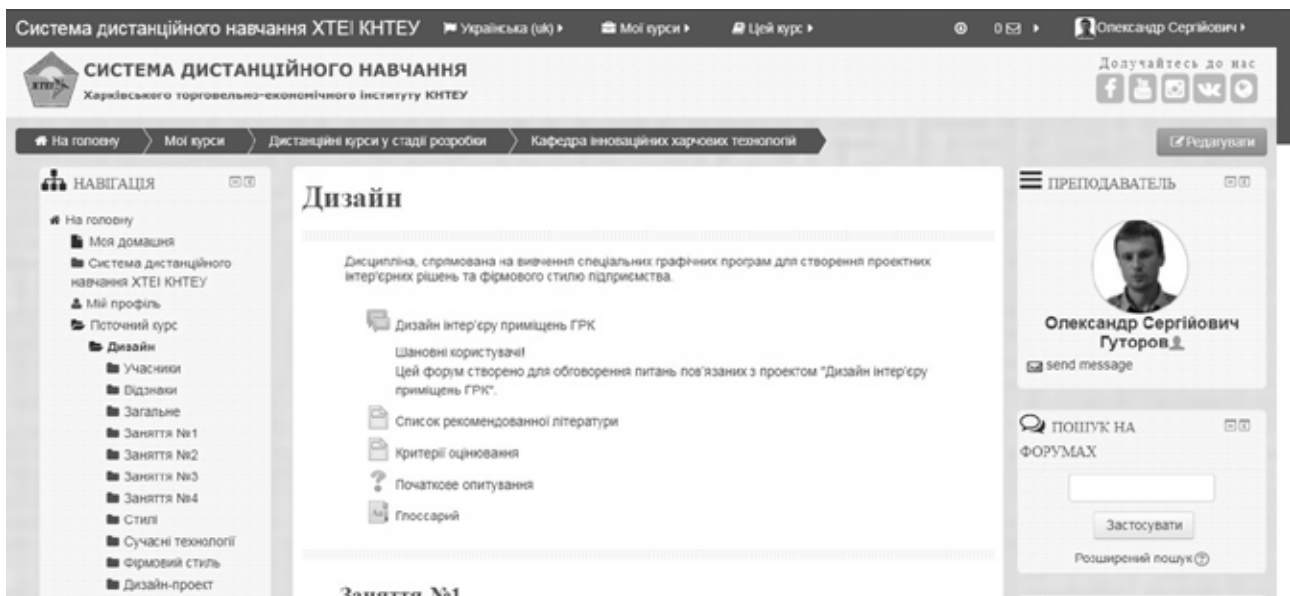 Система дистанційного навчання ХТЕІ КНТЕУ
Українська (uk)
Мої курси
Цей курс
0
Олександр Сергійович
СИСТЕМА ДИСТАНЦІЙНОГО НАВЧАННЯ
Харківського торговельно-економічного інституту КНТЕУ
Долучайтесь до нас
На головну
Мої курси
Дистанційні курси у стадії розробки
Кафедра інноваційних харчових технологій
Редагувати
НАВІГАЦІЯ
На головну
Моя домашня
Система дистанційного
навчання ХТЕІ КНТЕУ
Мій профіль
Поточний курс
Дизайн
Учасники
Відзнаки
Загальне
Заняття №1
Заняття №2
Заняття №3
Заняття №4
Стилі
Сучасні технології
Фірмовий стиль
Дизайн-проект
Дизайн
Дисципліна, спрямована на вивчення спеціальних графічних програм для створення проектних
інтер'єрних рішень та фірмового стилю підприємства.
Дизайн інтер'єру приміщень ГРК
Шановні користувачі!
Цей форум створено для обговорення питань пов'язаних з проектом "Дизайн інтер'єру
приміщень ГРК".
Список рекомендованної літератури
Критерії оцінювання
Початкове опитування
Глоссарий
Заняття №1
ПРЕПОДАВАТЕЛЬ
Олександр Сергійович
Гуторов
send message
ПОШУК НА
ФОРУМАХ
Застосувати
Розширений пошук